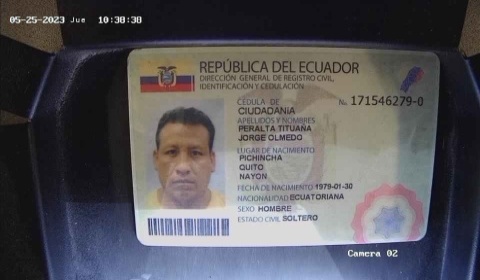 05-25-2023 Jue 10:38:38
REPÚBLICA DEL ECUADOR
DIRECCIÓN GENERAL DE REGISTRO CIVIL,
IDENTIFICACIÓN Y CEDULACIÓN
CÉDULA DE No. 171546279-0
CIUDADANÍA
APELLIDOS Y NOMBRES
PERALTA TITUAÑA
JORGE OLMEDO
LUGAR DE NACIMIENTO
PICHINCHA
QUITO
NAYON
FECHA DE NACIMIENTO 1979-01-30
NACIONALIDAD ECUATORIANA
SEXO HOMBRE
ESTADO CIVIL SOLTERO
Camera 02